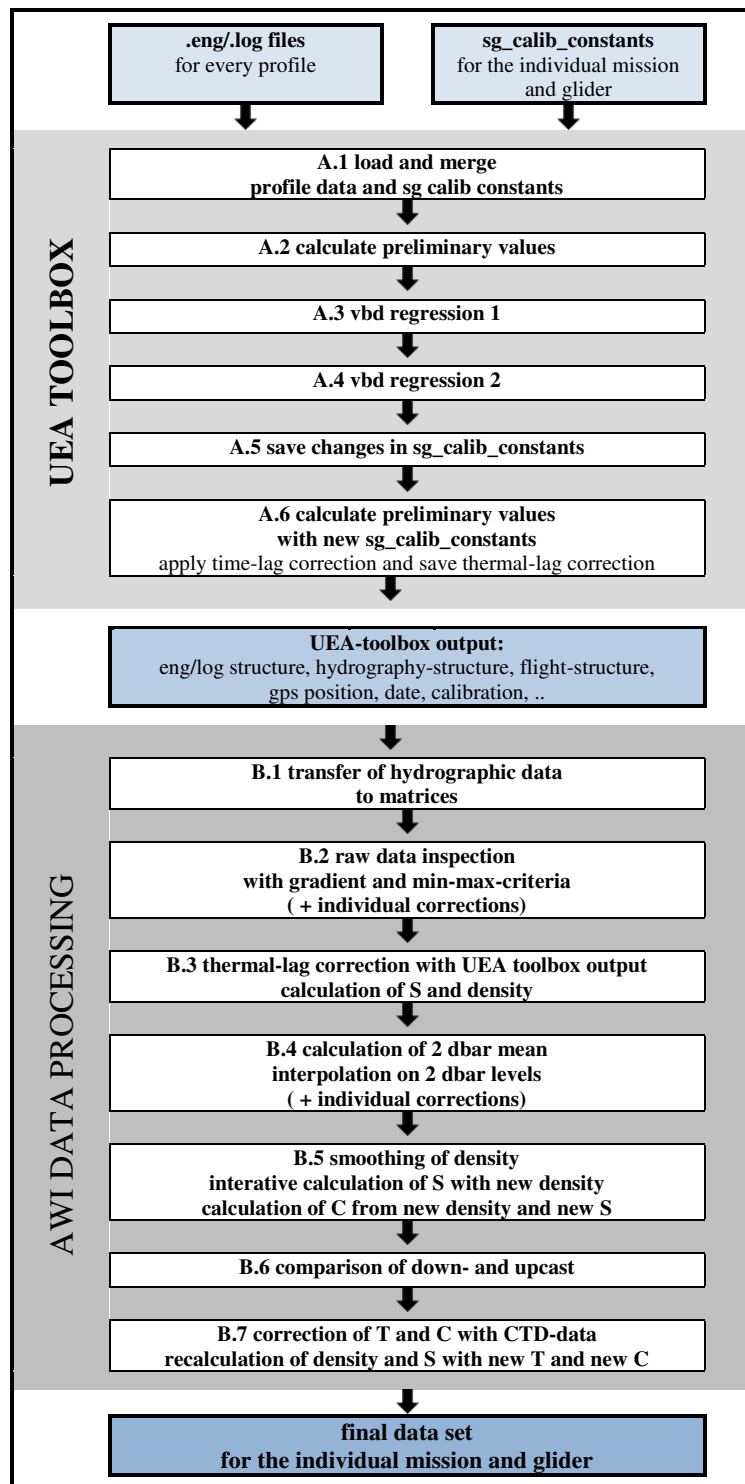 .eng/.log files
for every profile
sg_calib_constants
for the individual mission
and glider
UEA TOOLBOX
A.1 load and merge
profile data and sg calib constants
A.2 calculate preliminary values
A.3 vbd regression 1
A.4 vbd regression 2
A.5 save changes in sg_calib_constants
A.6 calculate preliminary values
with new sg_calib_constants
apply time-lag correction and save thermal-lag correction
UEA-toolbox output:
eng/log structure, hydrography-structure, flight-structure,
gps position, date, calibration, ..
AWI DATA PROCESSING
B.1 transfer of hydrographic data
to matrices
B.2 raw data inspection
with gradient and min-max-criteria
( + individual corrections)
B.3 thermal-lag correction with UEA toolbox output
calculation of S and density
B.4 calculation of 2 dbar mean
interpolation on 2 dbar levels
( + individual corrections)
B.5 smoothing of density
interative calculation of S with new density
calculation of C from new density and new S
B.6 comparison of down- and upcast
B.7 correction of T and C with CTD-data
recalculation of density and S with new T and new C
final data set
for the individual mission and glider